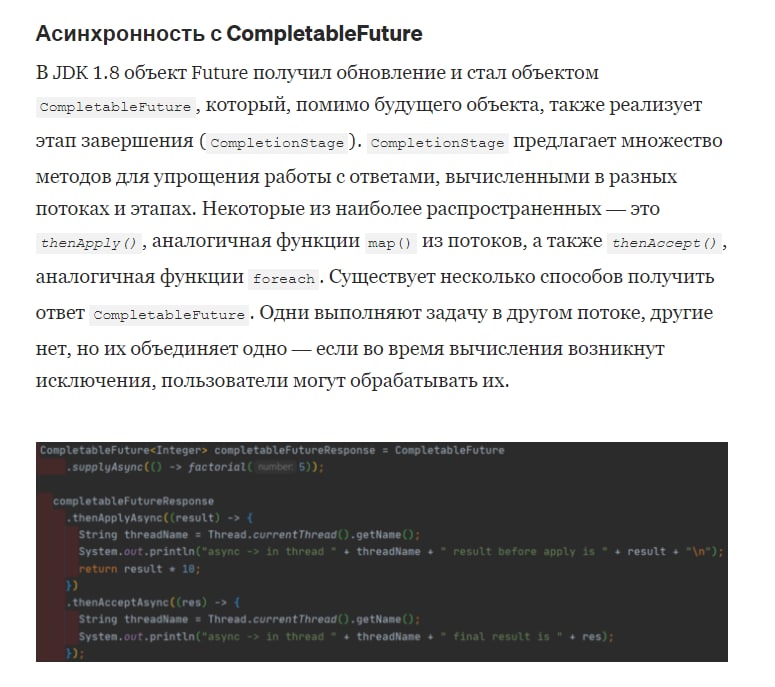 Асинхронность с CompletableFuture
В JDK 1.8 объект Future получил обновление и стал объектом
CompletableFuture, который, помимо будущего объекта, также реализует
этап завершения (CompletionStage). CompletionStage предлагает множество
методов для упрощения работы с ответами, вычисленными в разных
потоках и этапах. Некоторые из наиболее распространенных — это
thenApply(), аналогичная функции map() из потоков, а также thenAccept(),
аналогичная функции foreach. Существует несколько способов получить
ответ CompletableFuture. Одни выполняют задачу в другом потоке, другие
нет, но их объединяет одно — если во время вычисления возникнут
исключения, пользователи могут обрабатывать их.
CompletableFuture<Integer> completableFutureResponse = CompletableFuture
.supplyAsync(() -> factorial( number: 5));
completableFutureResponse
.thenApplyAsync((result) -> {
String threadName = Thread.currentThread().getName();
System.out.println("async -> in thread " + threadName + " result before apply is " + result + "\n");
return result * 10;
})
.thenAcceptAsync((res) -> {
String threadName = Thread.currentThread().getName();
System.out.println("async -> in thread " + threadName + " final result is " + res);
});